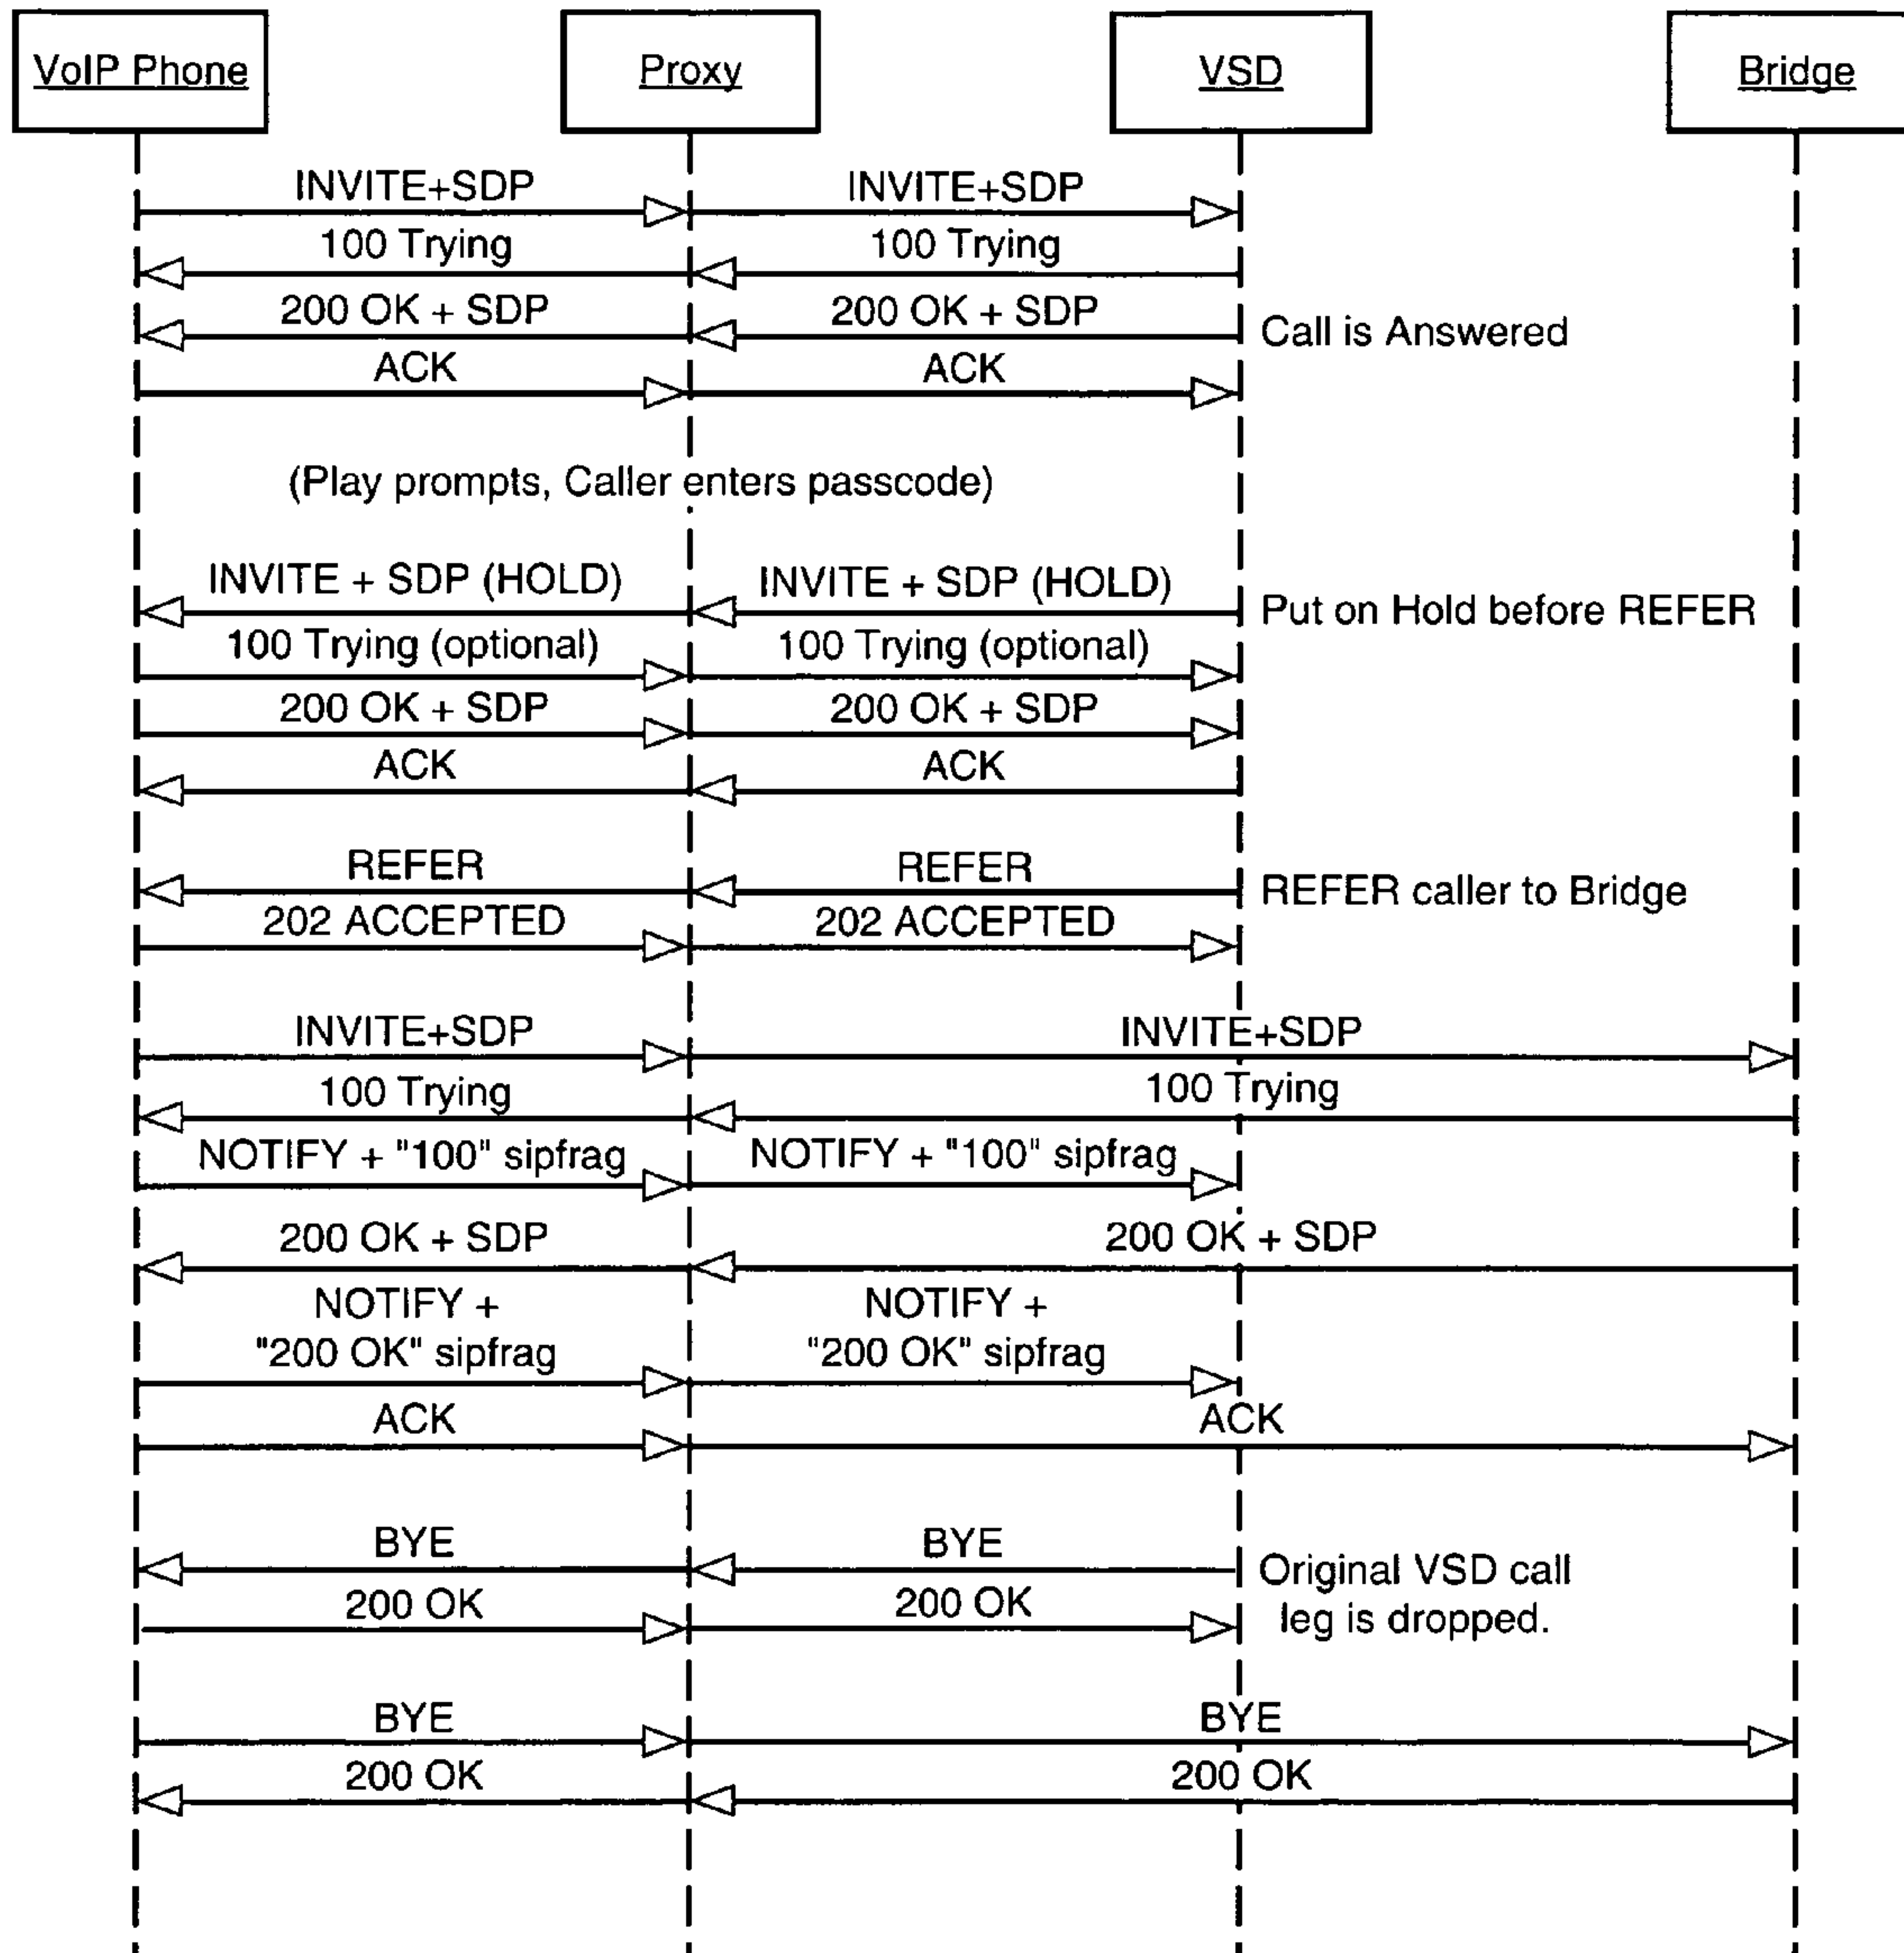 VoIP Phone Proxy VSD Bridge
INVITE+SDP INVITE+SDP
100 Trying 100 Trying
200 OK + SDP 200 OK + SDP Call is Answered
ACK ACK
(Play prompts, Caller enters passcode)
INVITE + SDP (HOLD) INVITE + SDP (HOLD) Put on Hold before REFER
100 Trying (optional) 100 Trying (optional)
200 OK + SDP 200 OK + SDP
ACK ACK
REFER REFER REFER caller to Bridge
202 ACCEPTED 202 ACCEPTED
INVITE+SDP INVITE+SDP
100 Trying 100 Trying
NOTIFY + "100" sipfrag NOTIFY + "100" sipfrag
200 OK + SDP 200 OK + SDP
NOTIFY + NOTIFY +
"200 OK" sipfrag "200 OK" sipfrag
ACK ACK
BYE BYE Original VSD call
200 OK 200 OK leg is dropped.
BYE BYE
200 OK 200 OK